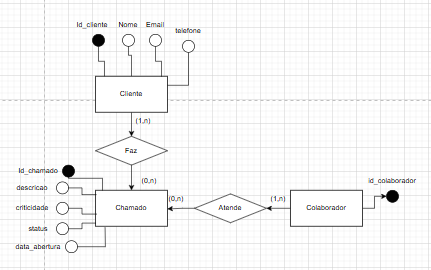 Id_cliente
Nome
Email
telefone
Cliente
(1,n)
Faz
(0,n)
Id_chamado
descricao
criticidade
status
data_abertura
Chamado
(0,n)
Atende
(1,n)
Colaborador
id_colaborador